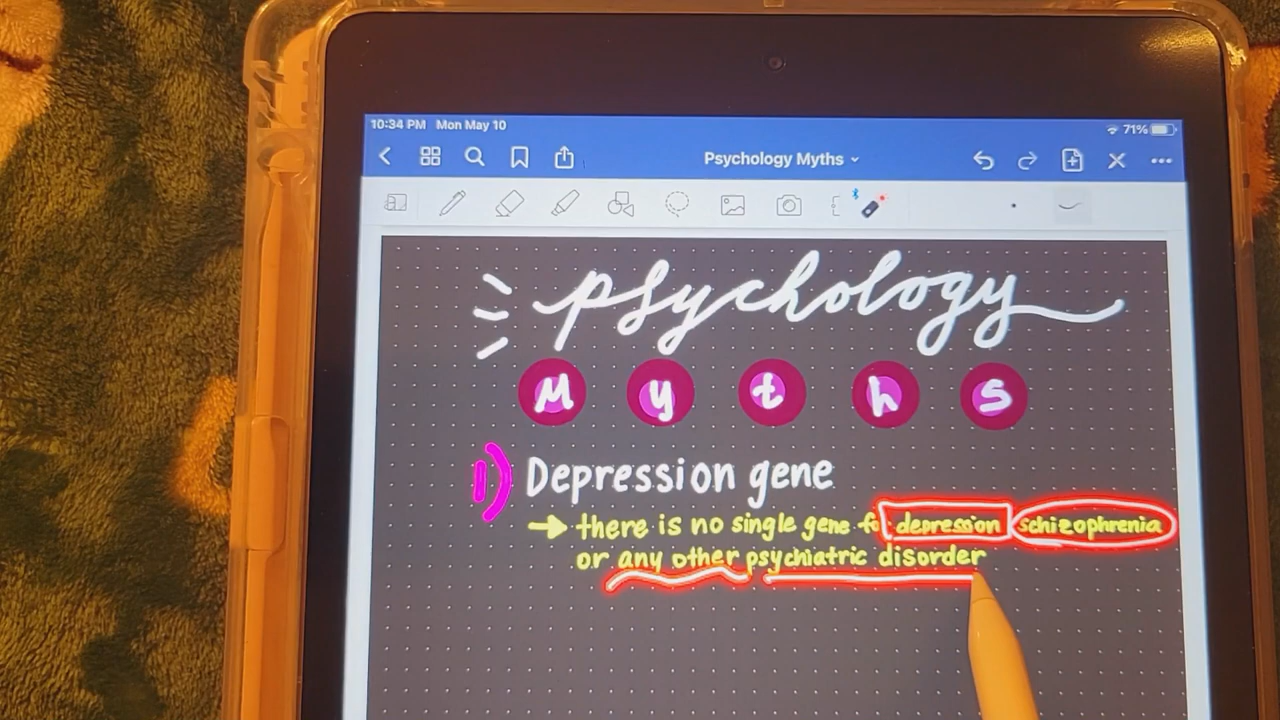 10:34 PM Mon May 10 71%
Psychology Myths
psychology
Myths
1) Depression gene
→ there is no single gene for depression schizophrenia
or any other psychiatric disorder